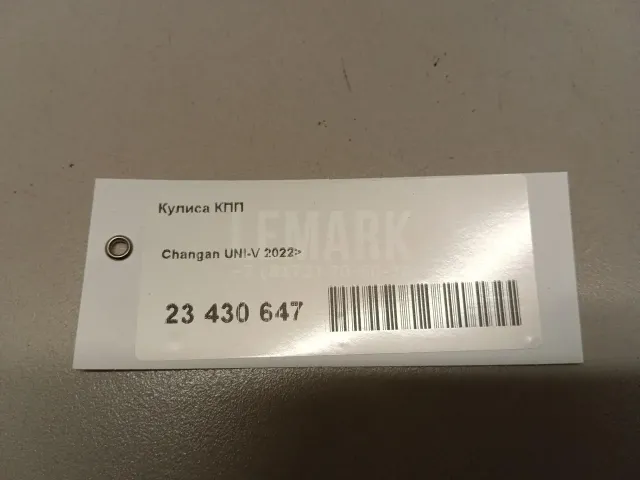 Кулиса КПП
LEMARK
Changan UNI-V 2022>
23 430 647